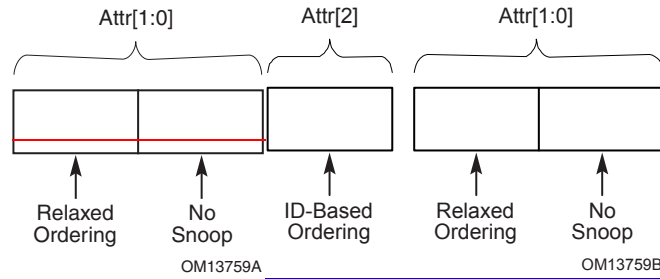 Attr[1:0] Attr[2] Attr[1:0]
Relaxed Ordering
No Snoop
ID-Based Ordering
Relaxed Ordering
No Snoop
OM13759A
OM13759B